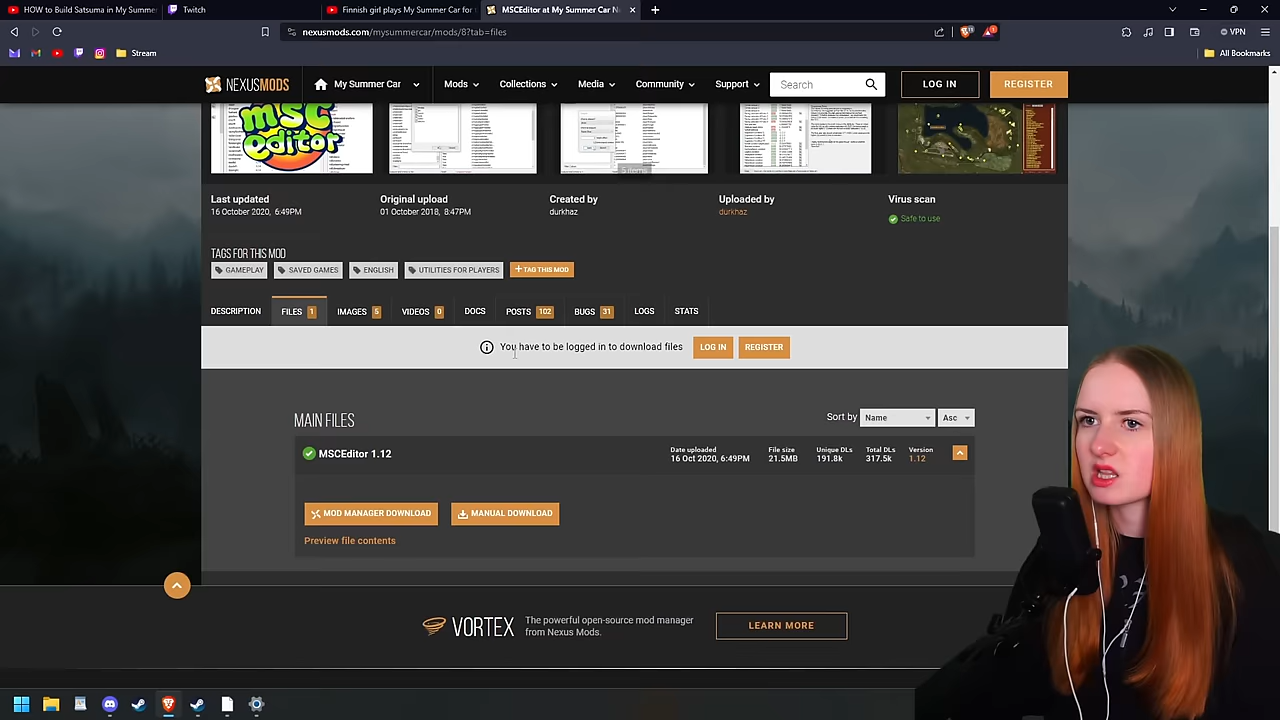 HOW to Build Satsuma in My Summer
Twitch
Finnish girl plays My Summer Car for
MSCEditor at My Summer Car N
nexusmods.com/mysummercar/mods/8?tab=files
VPN
Stream
All Bookmarks
NEXUSMODS
My Summer Car
Mods
Collections
Media
Community
Support
Search
LOG IN
REGISTER
msc
editor
Last updated
16 October 2020, 6:49PM
Original upload
01 October 2018, 8:47PM
Created by
durkhaz
Uploaded by
durkhaz
Virus scan
Safe to use
TAGS FOR THIS MOD
GAMEPLAY
SAVED GAMES
ENGLISH
UTILITIES FOR PLAYERS
+ TAG THIS MOD
DESCRIPTION
FILES 1
IMAGES 5
VIDEOS 0
DOCS
POSTS 102
BUGS 31
LOGS
STATS
You have to be logged in to download files
LOG IN
REGISTER
MAIN FILES
Sort by
Name
Asc
MSCEditor 1.12
Date uploaded
16 Oct 2020, 6:49PM
File size
21.5MB
Unique DLs
191.8k
Total DLs
317.5k
Version
1.12
MOD MANAGER DOWNLOAD
MANUAL DOWNLOAD
Preview file contents
VORTEX
The powerful open-source mod manager
from Nexus Mods.
LEARN MORE